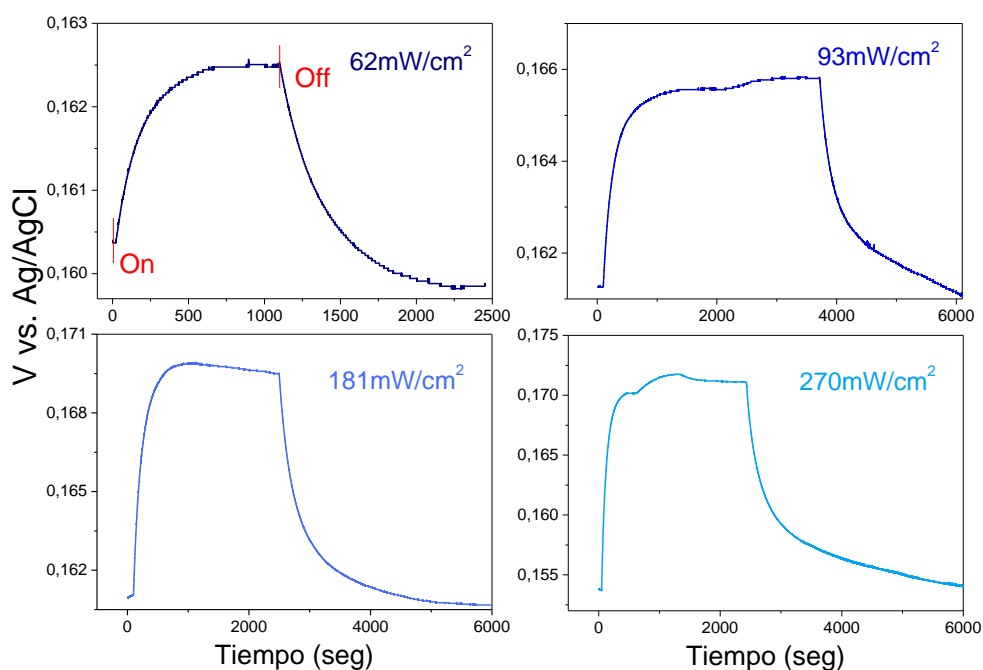 V vs. Ag/AgCl
0,163
0,162
0,161
0,160
0 500 1000 1500 2000 2500
On
Off
62mW/cm²
0,166
0,164
0,162
0 2000 4000 6000
93mW/cm²
0,171
0,168
0,165
0,162
0 2000 4000 6000
181mW/cm²
Tiempo (seg)
0,175
0,170
0,165
0,160
0,155
0 2000 4000 6000
270mW/cm²
Tiempo (seg)